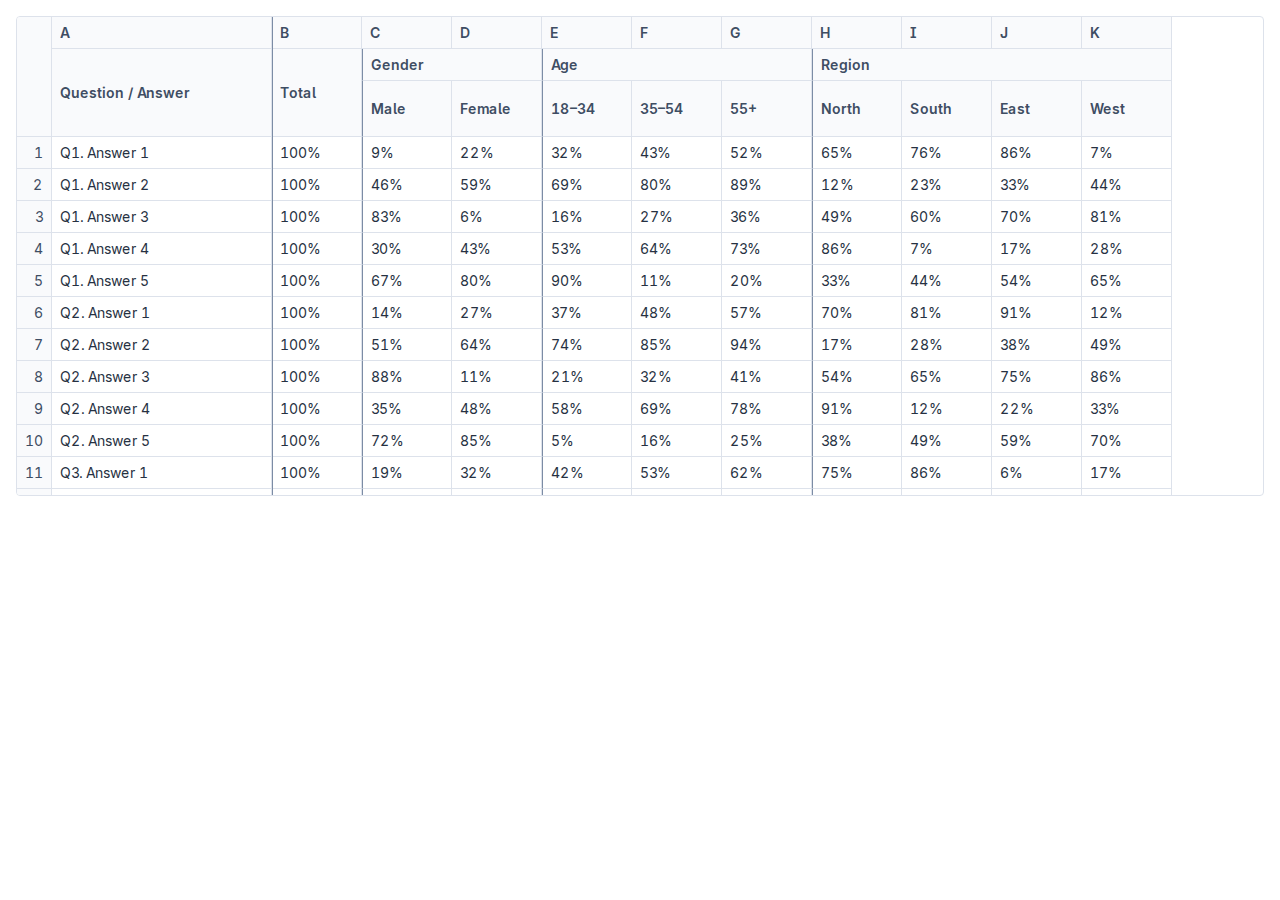 A B C D E F G H I J K
Question / Answer Total Gender Age Region
Male Female 18–34 35–54 55+ North South East West
1 Q1. Answer 1 100% 9% 22% 32% 43% 52% 65% 76% 86% 7%
2 Q1. Answer 2 100% 46% 59% 69% 80% 89% 12% 23% 33% 44%
3 Q1. Answer 3 100% 83% 6% 16% 27% 36% 49% 60% 70% 81%
4 Q1. Answer 4 100% 30% 43% 53% 64% 73% 86% 7% 17% 28%
5 Q1. Answer 5 100% 67% 80% 90% 11% 20% 33% 44% 54% 65%
6 Q2. Answer 1 100% 14% 27% 37% 48% 57% 70% 81% 91% 12%
7 Q2. Answer 2 100% 51% 64% 74% 85% 94% 17% 28% 38% 49%
8 Q2. Answer 3 100% 88% 11% 21% 32% 41% 54% 65% 75% 86%
9 Q2. Answer 4 100% 35% 48% 58% 69% 78% 91% 12% 22% 33%
10 Q2. Answer 5 100% 72% 85% 5% 16% 25% 38% 49% 59% 70%
11 Q3. Answer 1 100% 19% 32% 42% 53% 62% 75% 86% 6% 17%